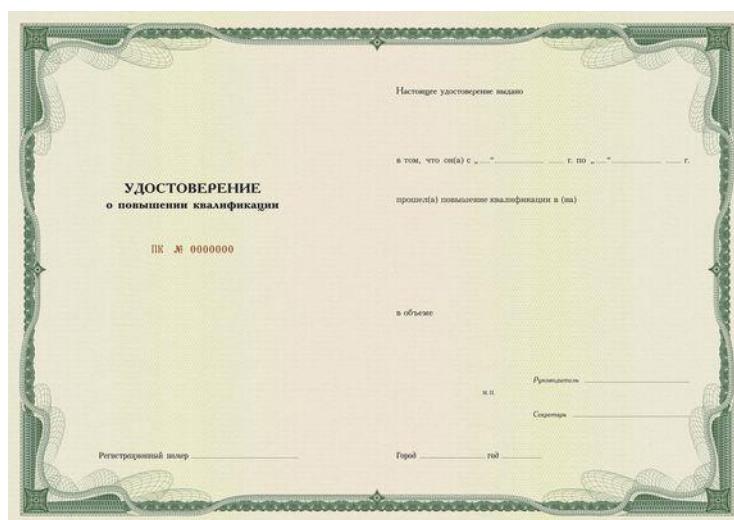 УДОСТОВЕРЕНИЕ
о повышении квалификации
ПК № 0000000
Регистрационный номер
Настоящее удостоверение выдано
в том, что он(а) с „ “ г. по „ “ г.
прошел(а) повышение квалификации в (на)
в объеме
Руководитель
м.п.
Секретарь
Город год